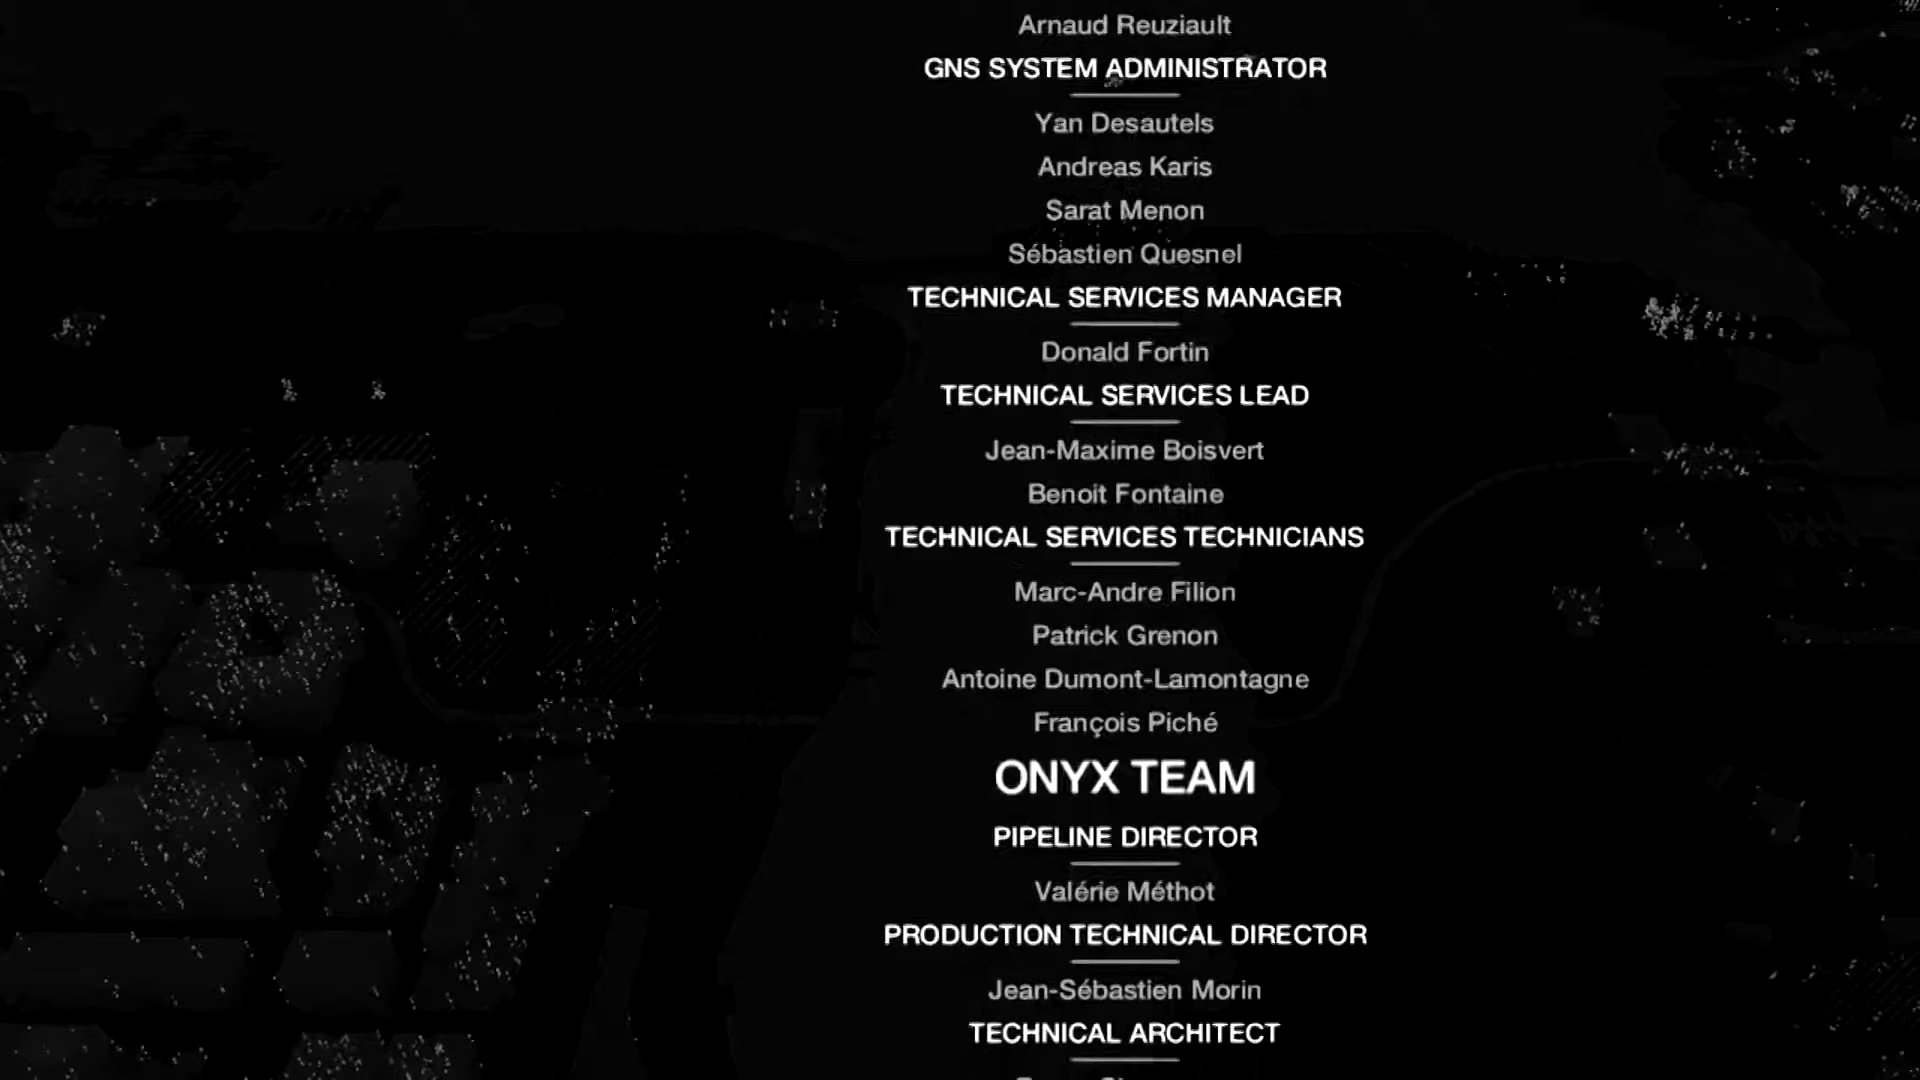 Arnaud Reuziault
GNS SYSTEM ADMINISTRATOR
Yan Desautels
Andreas Karis
Sarat Menon
Sébastien Quesnel
TECHNICAL SERVICES MANAGER
Donald Fortin
TECHNICAL SERVICES LEAD
Jean-Maxime Boisvert
Benoit Fontaine
TECHNICAL SERVICES TECHNICIANS
Marc-Andre Filion
Patrick Grenon
Antoine Dumont-Lamontagne
François Piché
ONYX TEAM
PIPELINE DIRECTOR
Valérie Méthot
PRODUCTION TECHNICAL DIRECTOR
Jean-Sébastien Morin
TECHNICAL ARCHITECT